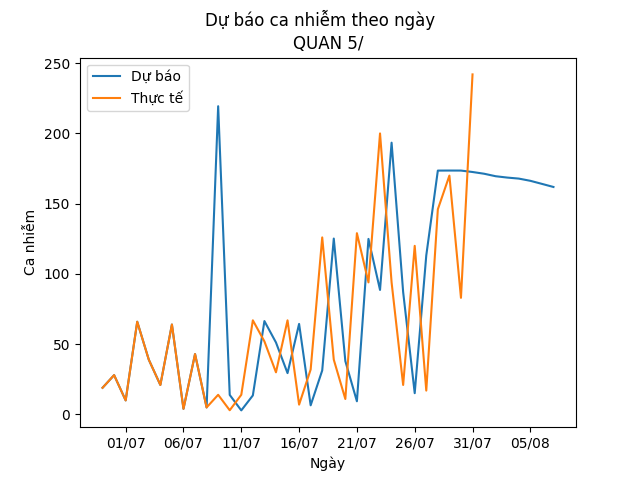 Dự báo ca nhiễm theo ngày
QUAN 5/
Dự báo
Thực tế
250
200
150
100
50
0
Ca nhiễm
01/07 06/07 11/07 16/07 21/07 26/07 31/07 05/08
Ngày